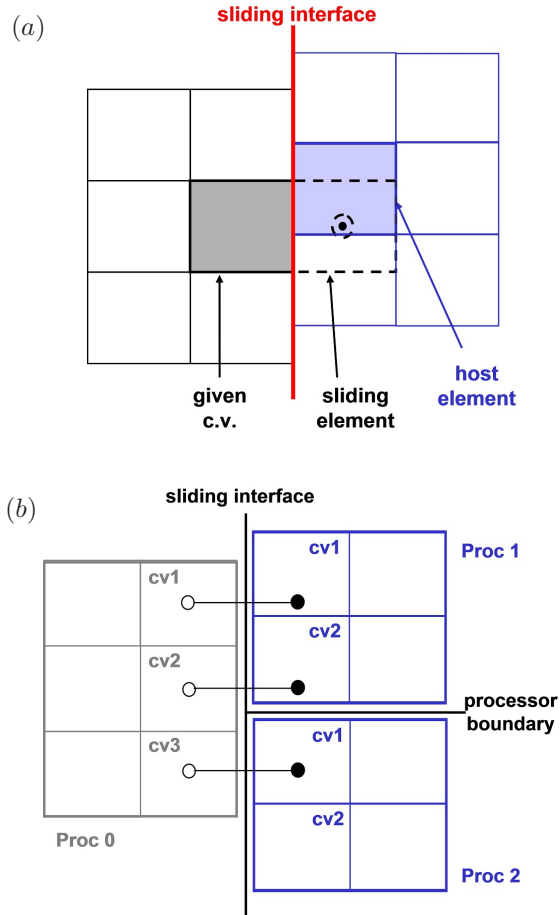 (a)
sliding interface
given
c.v.
sliding
element
host
element
(b)
sliding interface
cv1
cv2
cv3
Proc 0
cv1
cv2
Proc 1
processor
boundary
cv1
cv2
Proc 2